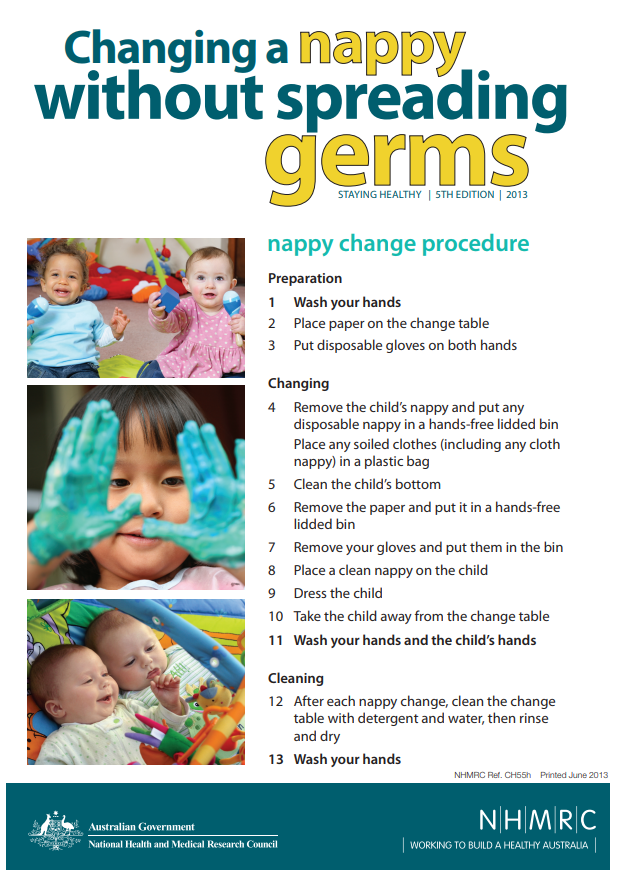 Changing a nappy
without spreading
germs
STAYING HEALTHY | 5TH EDITION | 2013
nappy change procedure
Preparation
1 Wash your hands
2 Place paper on the change table
3 Put disposable gloves on both hands
Changing
4 Remove the child’s nappy and put any
disposable nappy in a hands-free lidded bin
Place any soiled clothes (including any cloth
nappy) in a plastic bag
5 Clean the child’s bottom
6 Remove the paper and put it in a hands-free
lidded bin
7 Remove your gloves and put them in the bin
8 Place a clean nappy on the child
9 Dress the child
10 Take the child away from the change table
11 Wash your hands and the child’s hands
Cleaning
12 After each nappy change, clean the change
table with detergent and water, then rinse
and dry
13 Wash your hands
NHMRC Ref. CH55h Printed June 2013
Australian Government
National Health and Medical Research Council
N|H|M|R|C
WORKING TO BUILD A HEALTHY AUSTRALIA